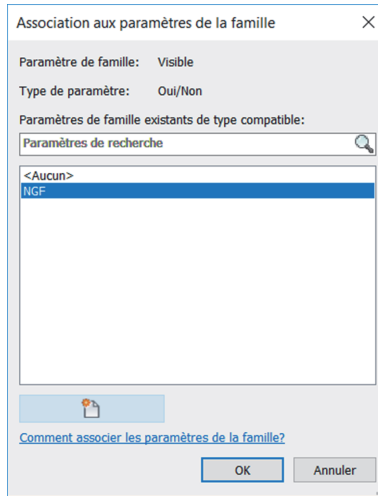 Association aux paramètres de la famille
Paramètre de famille: Visible
Type de paramètre: Oui/Non
Paramètres de famille existants de type compatible:
Paramètres de recherche
<Aucun>
NGF
Comment associer les paramètres de la famille?
OK Annuler